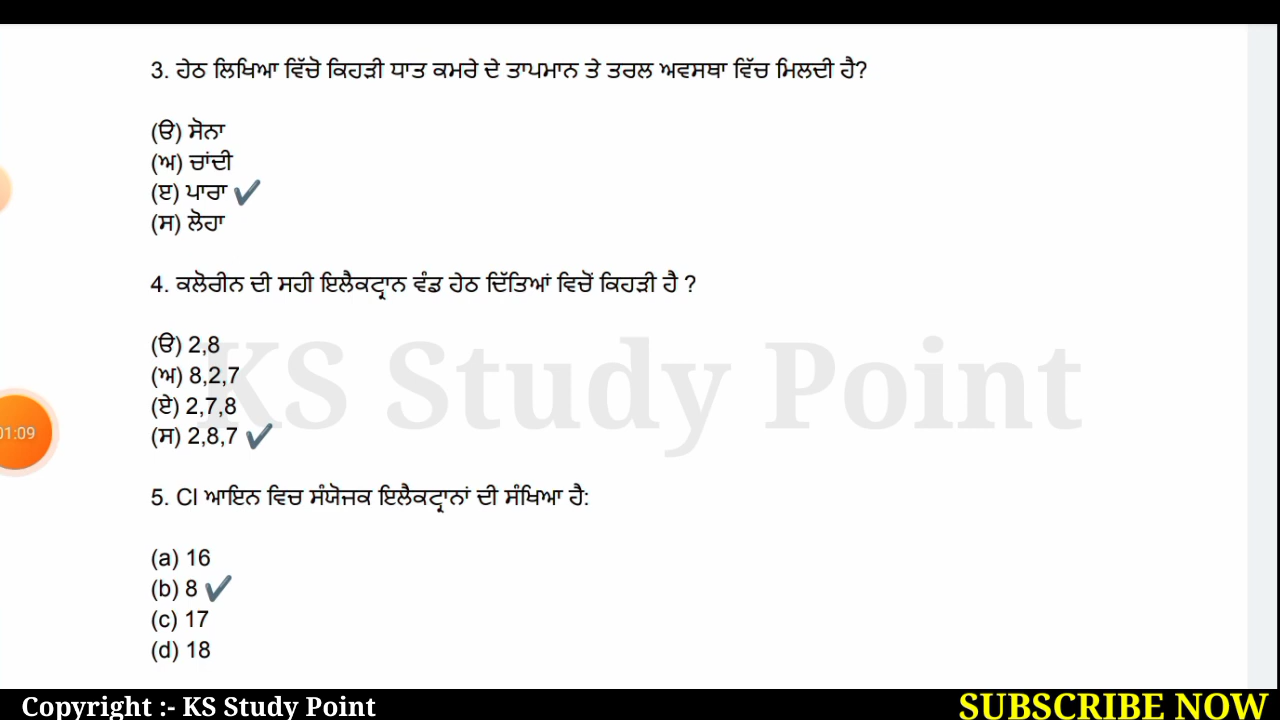 3. ਹੇਠ ਲਿਖਿਆ ਵਿੱਚੋ ਕਿਹੜੀ ਧਾਤ ਕਮਰੇ ਦੇ ਤਾਪਮਾਨ ਤੇ ਤਰਲ ਅਵਸਥਾ ਵਿੱਚ ਮਿਲਦੀ ਹੈ?
(ੳ) ਸੋਨਾ
(ਅ) ਚਾਂਦੀ
(ੲ) ਪਾਰਾ ✔
(ਸ) ਲੋਹਾ
4. ਕਲੋਰੀਨ ਦੀ ਸਹੀ ਇਲੈਕਟ੍ਰਾਨ ਵੰਡ ਹੇਠ ਦਿੱਤਿਆਂ ਵਿਚੋਂ ਕਿਹੜੀ ਹੈ ?
(ੳ) 2,8
(ਅ) 8,2,7
(ੲ) 2,7,8
(ਸ) 2,8,7 ✔
KS Study Point
01:09
5. Cl ਆਇਨ ਵਿਚ ਸੰਯੋਜਕ ਇਲੈਕਟ੍ਰਾਨਾਂ ਦੀ ਸੰਖਿਆ ਹੈ:
(a) 16
(b) 8 ✔
(c) 17
(d) 18
Copyright :- KS Study Point
SUBSCRIBE NOW